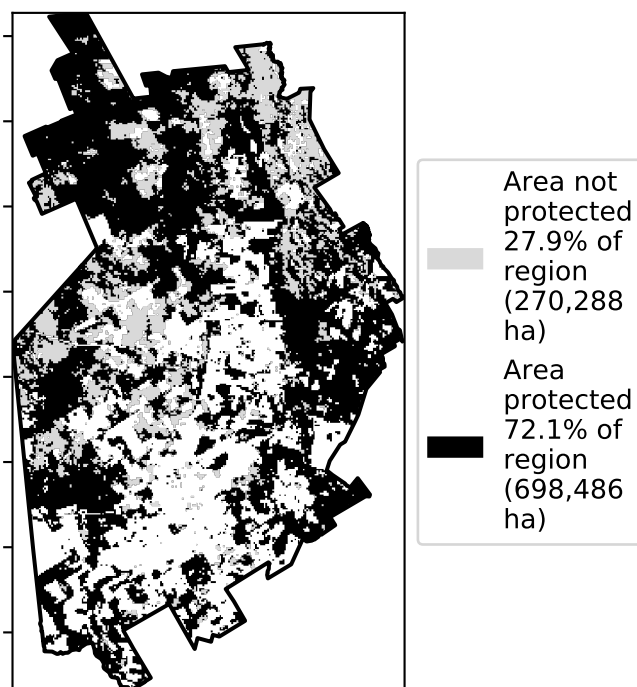 Area not
protected
27.9% of
region
(270,288
ha)
Area
protected
72.1% of
region
(698,486
ha)